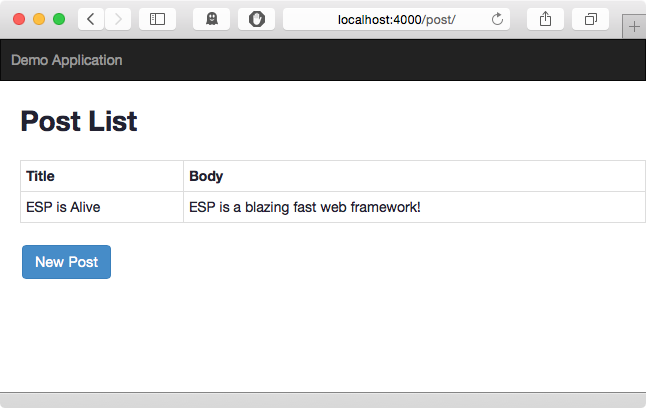 localhost:4000/post/
Demo Application
Post List
Title Body
ESP is Alive ESP is a blazing fast web framework!
New Post